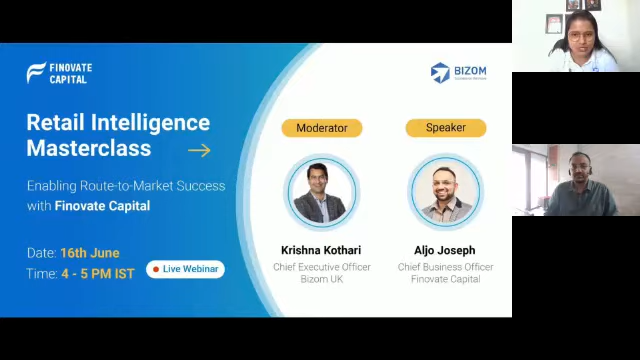 FINOVATE
CAPITAL
BIZOM
Retail Intelligence
Masterclass
Enabling Route-to-Market Success
with Finovate Capital
Date: 16th June
Time: 4 - 5 PM IST
Live Webinar
Moderator
Krishna Kothari
Chief Executive Officer
Bizom UK
Speaker
Aljo Joseph
Chief Business Officer
Finovate Capital